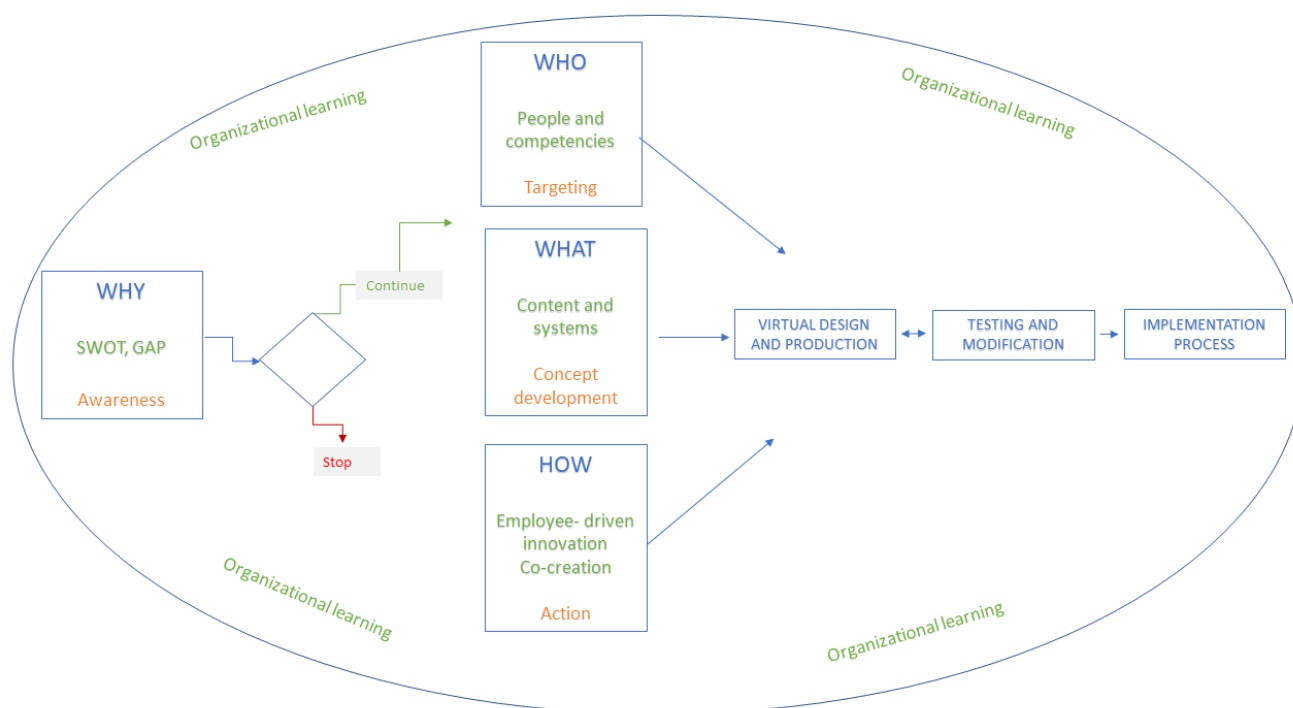 Organizational learning
Organizational learning
WHY
SWOT, GAP
Awareness
Continue
Stop
WHO
People and
competencies
Targeting
WHAT
Content and
systems
Concept
development
HOW
Employee- driven
innovation
Co-creation
Action
VIRTUAL DESIGN
AND PRODUCTION
TESTING AND
MODIFICATION
IMPLEMENTATION
PROCESS
Organizational learning
Organizational learning